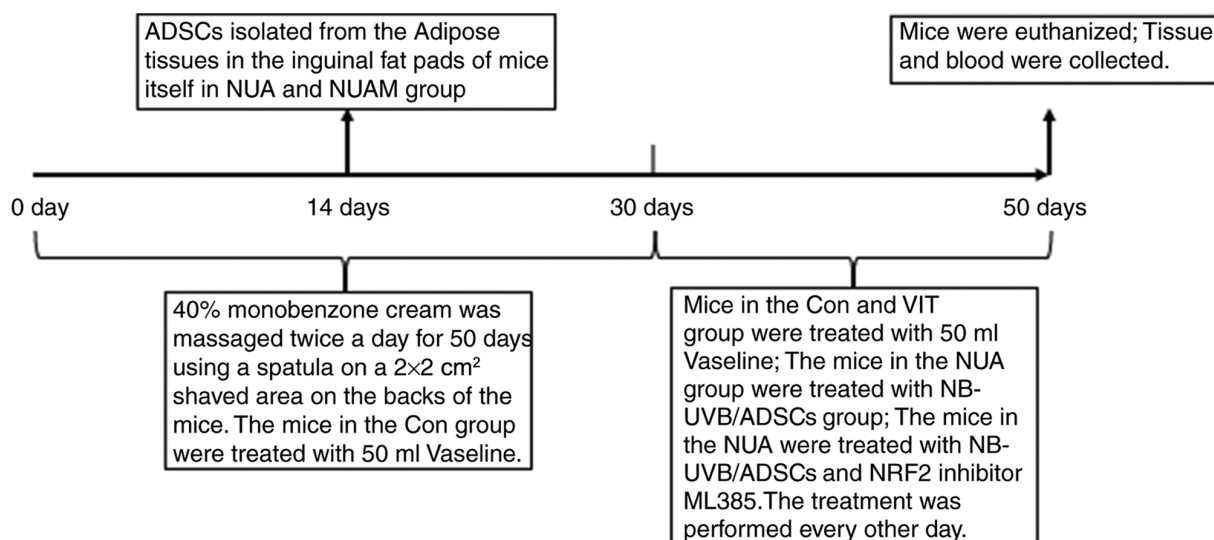 ADSCs isolated from the Adipose
tissues in the inguinal fat pads of mice
itself in NUA and NUAM group
Mice were euthanized; Tissue
and blood were collected.
0 day
14 days
30 days
50 days
40% monobenzone cream was
massaged twice a day for 50 days
using a spatula on a 2×2 cm²
shaved area on the backs of the
mice. The mice in the Con group
were treated with 50 ml Vaseline.
Mice in the Con and VIT
group were treated with 50 ml
Vaseline; The mice in the NUA
group were treated with NB-
UVB/ADSCs group; The mice in
the NUA were treated with NB-
UVB/ADSCs and NRF2 inhibitor
ML385.The treatment was
performed every other day.